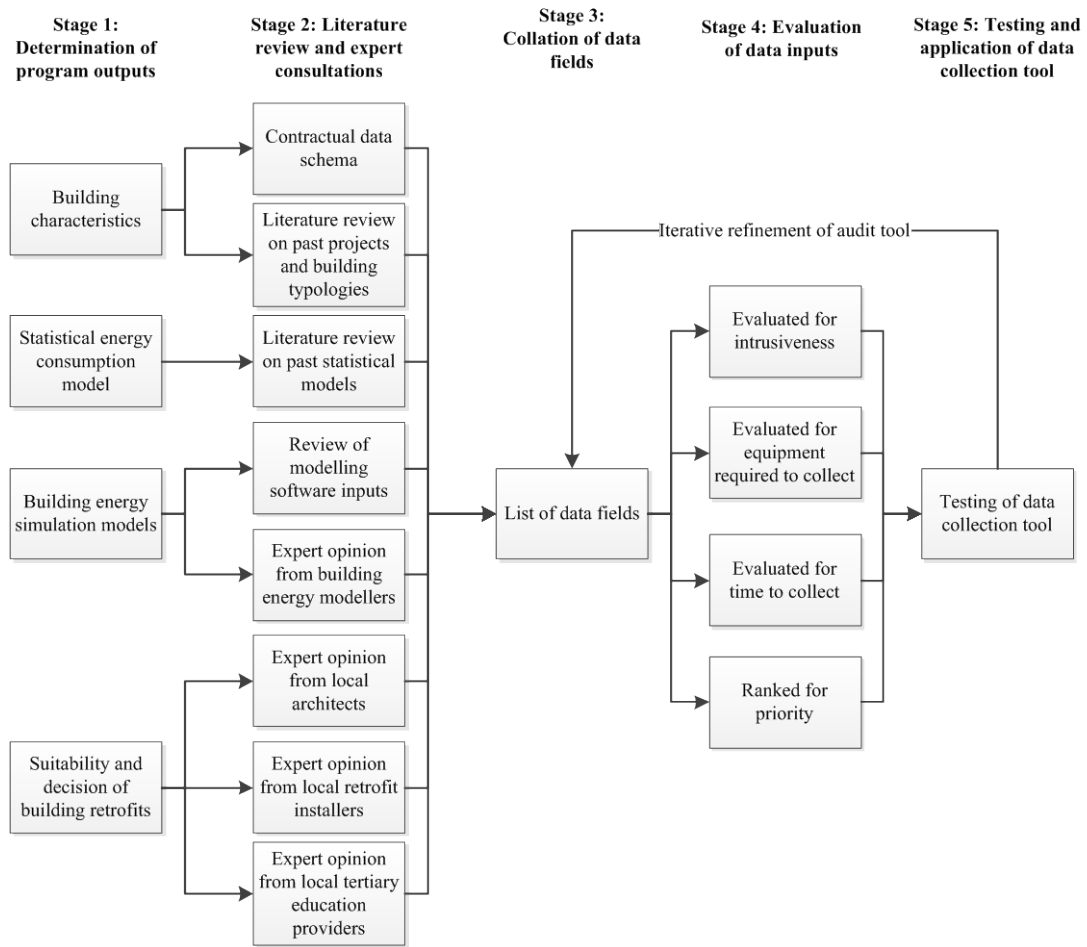 Stage 1:
Determination of
program outputs
Stage 2: Literature
review and expert
consultations
Stage 3:
Collation of data
fields
Stage 4: Evaluation
of data inputs
Stage 5: Testing and
application of data
collection tool
Building
characteristics
Statistical energy
consumption
model
Building energy
simulation models
Suitability and
decision of
building retrofits
Contractual data
schema
Literature review
on past projects
and building
typologies
Literature review
on past statistical
models
Review of
modelling
software inputs
Expert opinion
from building
energy modellers
Expert opinion
from local
architects
Expert opinion
from local retrofit
installers
Expert opinion
from local tertiary
education
providers
List of data fields
Iterative refinement of audit tool
Evaluated for
intrusiveness
Evaluated for
equipment
required to collect
Evaluated for
time to collect
Ranked for
priority
Testing of data
collection tool